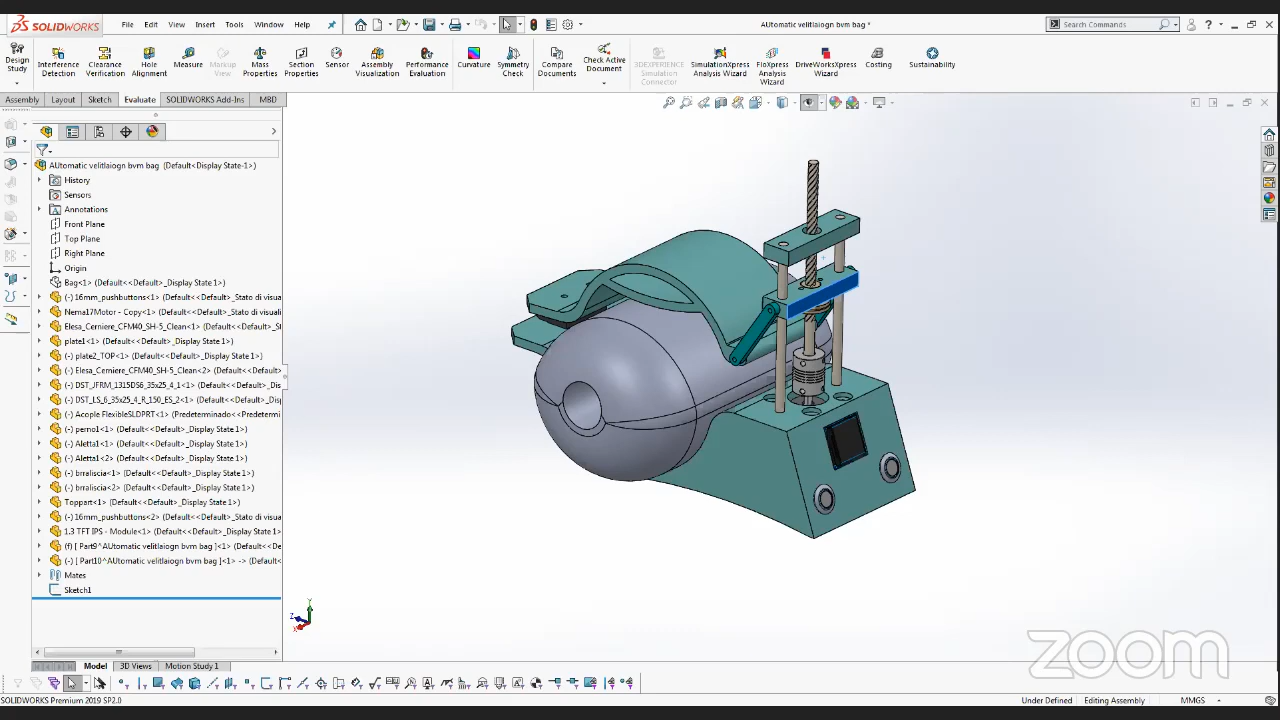 SOLIDWORKS
File Edit View Insert Tools Window Help
AUtomatic velitlaiogn bvm bag *
Search Commands
Design Study
Interference Detection
Clearance Verification
Hole Alignment
Measure
Markup View
Mass Properties
Section Properties
Sensor
Assembly Visualization
Performance Evaluation
Curvature
Symmetry Check
Compare Documents
Check Active Document
3DEXPERIENCE Simulation Connector
SimulationXpress Analysis Wizard
FloXpress Analysis Wizard
DriveWorksXpress Wizard
Costing
Sustainability
Assembly Layout Sketch Evaluate SOLIDWORKS Add-Ins MBD
AUtomatic velitlaiogn bvm bag (Default<Display State-1>)
History
Sensors
Annotations
Front Plane
Top Plane
Right Plane
Origin
Bag<1> (Default<<Default>_Display State 1>)
(-) 16mm_pushbuttons<1> (Default<<Default>_Stato di visua
Nema17Motor - Copy<1> (Default<<Default>_Display State
Elesa_Cerniere_CFM40_SH-5_Clean<1> (Default<<Default>_St
plate1<1> (Default<<Default>_Display State 1>)
(-) plate2_TOP<1> (Default<<Default>_Display State 1>)
(-) Elesa_Cerniere_CFM40_SH-5_Clean<2> (Default<<Default>
(-) DST_JFRM_1315DS6_35x25_4_1<1> (Default<<Default>_Dis
(-) DST_LS_6_35x25_4_R_150_ES_2<1> (Default<<Default>_Dis
(-) Acople FlexibleSLDPRT<1> (Predeterminado<<Predetermi
(-) perno1<1> (Default<<Default>_Display State 1>)
(-) Aletta1<1> (Default<<Default>_Display State 1>)
(-) Aletta1<2> (Default<<Default>_Display State 1>)
(-) brraliscia<1> (Default<<Default>_Display State 1>)
(-) brraliscia<2> (Default<<Default>_Display State 1>)
Toppart<1> (Default<<Default>_Display State 1>)
(-) 16mm_pushbuttons<2> (Default<<Default>_Stato di visua
1.3 TFT IPS - Module<1> (Default<<Default>_Display State 1>
(f) [ Part9^AUtomatic velitlaiogn bvm bag ]<1> (Default<<De
(-) [ Part10^AUtomatic velitlaiogn bvm bag ]<1> -> (Default<
Mates
Sketch1
Y
Z
X
zoom
Model 3D Views Motion Study 1
SOLIDWORKS Premium 2019 SP2.0
Under Defined Editing Assembly MMGS